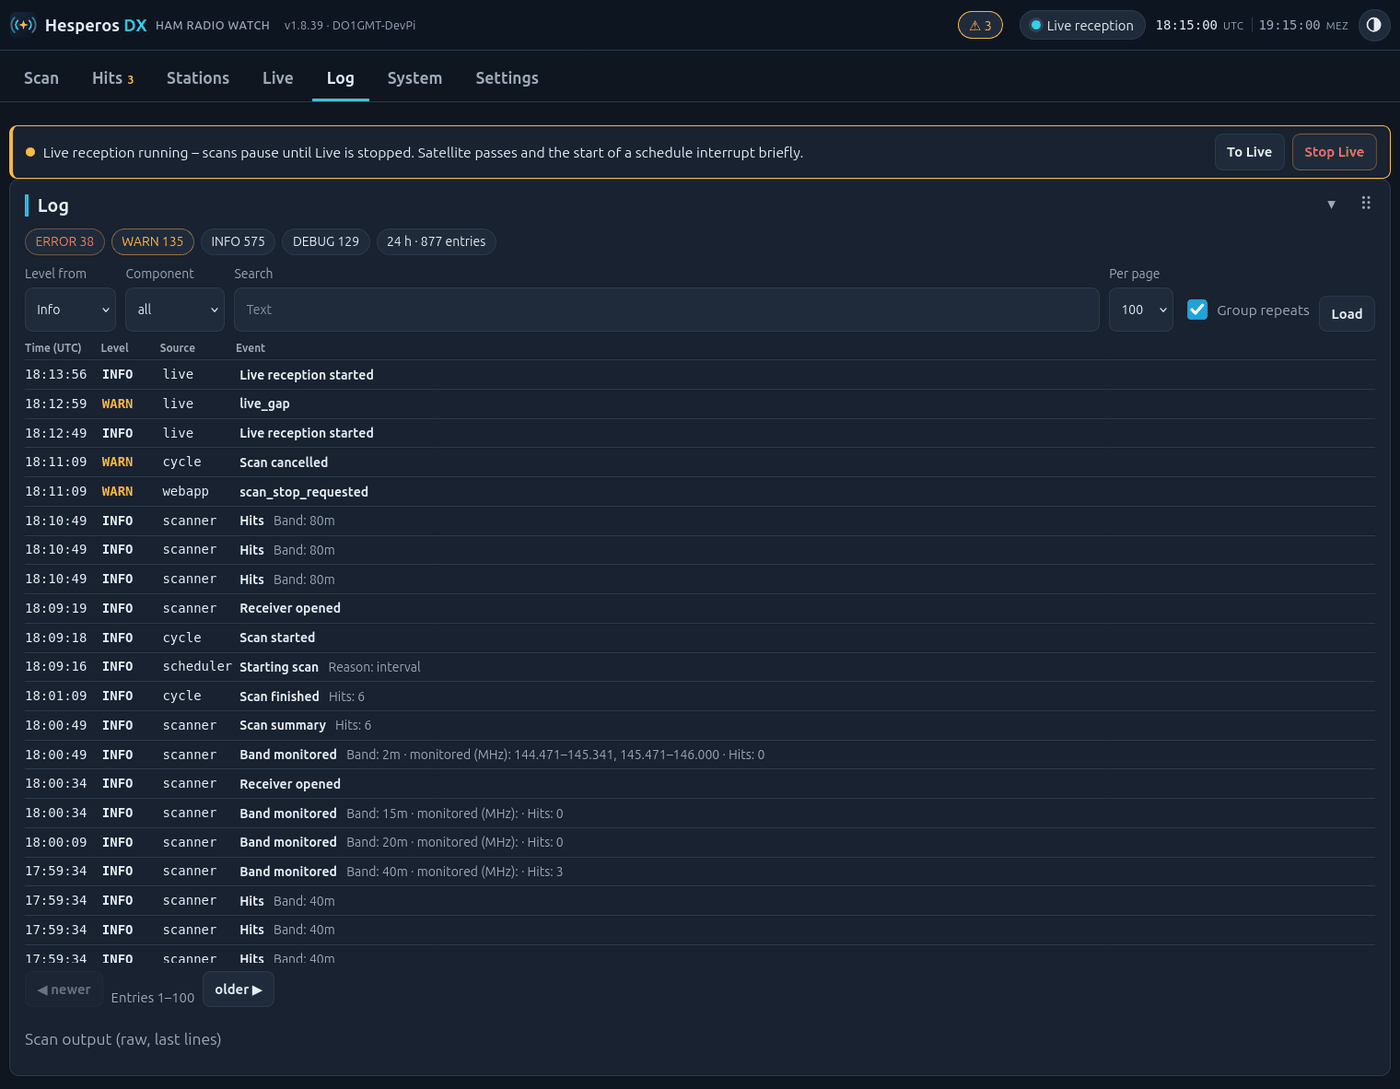 Hesperos DX HAM RADIO WATCH v1.8.39 · DO1GMT-DevPi ⚠ 3 Live reception 18:15:00 UTC 19:15:00 MEZ
Scan Hits 3 Stations Live Log System Settings
Live reception running – scans pause until Live is stopped. Satellite passes and the start of a schedule interrupt briefly. To Live Stop Live
Log
ERROR 38 WARN 135 INFO 575 DEBUG 129 24 h · 877 entries
Level from Component Search Per page
Info all Text 100 Group repeats Load
Time (UTC) Level Source Event
18:13:56 INFO live Live reception started
18:12:59 WARN live live_gap
18:12:49 INFO live Live reception started
18:11:09 WARN cycle Scan cancelled
18:11:09 WARN webapp scan_stop_requested
18:10:49 INFO scanner Hits Band: 80m
18:10:49 INFO scanner Hits Band: 80m
18:10:49 INFO scanner Hits Band: 80m
18:09:19 INFO scanner Receiver opened
18:09:18 INFO cycle Scan started
18:09:16 INFO scheduler Starting scan Reason: interval
18:01:09 INFO cycle Scan finished Hits: 6
18:00:49 INFO scanner Scan summary Hits: 6
18:00:49 INFO scanner Band monitored Band: 2m · monitored (MHz): 144.471–145.341, 145.471–146.000 · Hits: 0
18:00:34 INFO scanner Receiver opened
18:00:34 INFO scanner Band monitored Band: 15m · monitored (MHz): · Hits: 0
18:00:09 INFO scanner Band monitored Band: 20m · monitored (MHz): · Hits: 0
17:59:34 INFO scanner Band monitored Band: 40m · monitored (MHz): · Hits: 3
17:59:34 INFO scanner Hits Band: 40m
17:59:34 INFO scanner Hits Band: 40m
17:59:34 INFO scanner Hits Band: 40m
◀ newer Entries 1–100 older ▶
Scan output (raw, last lines)